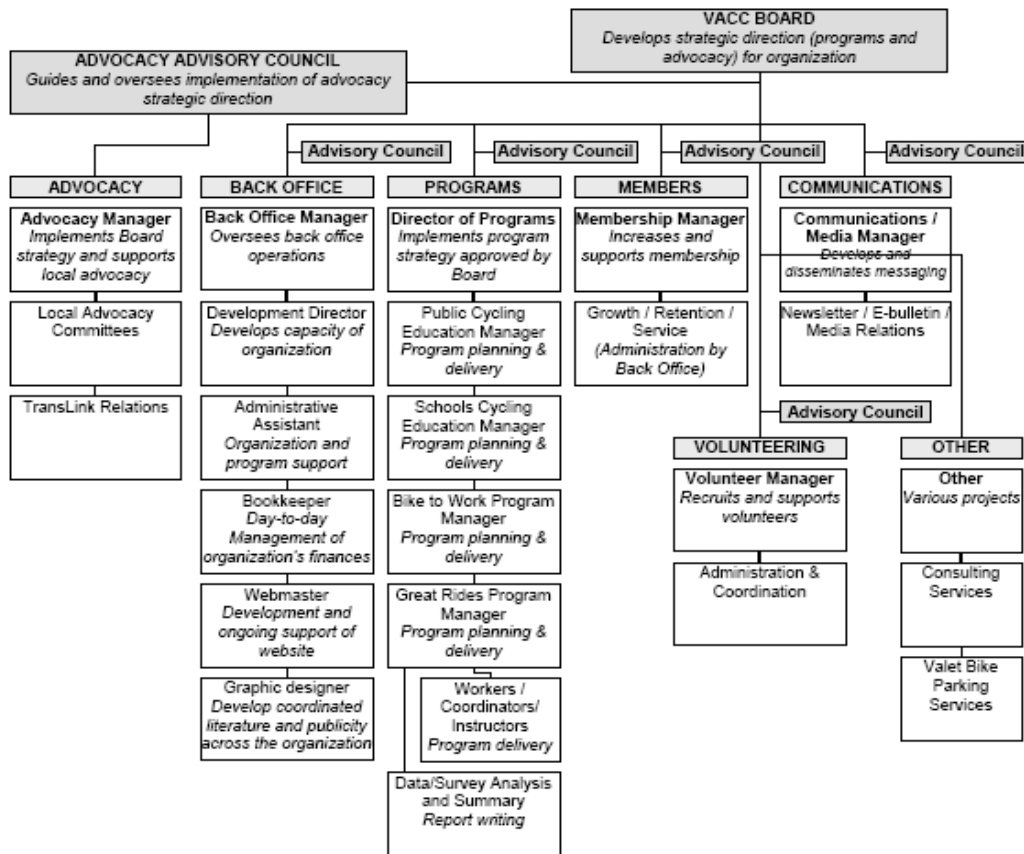 VACC BOARD
Develops strategic direction (programs and
advocacy) for organization
ADVOCACY ADVISORY COUNCIL
Guides and oversees implementation of advocacy
strategic direction
Advisory Council
Advisory Council
Advisory Council
Advisory Council
ADVOCACY
Advocacy Manager
Implements Board
strategy and supports
local advocacy
Local Advocacy
Committees
TransLink Relations
BACK OFFICE
Back Office Manager
Oversees back office
operations
Development Director
Develops capacity of
organization
Administrative
Assistant
Organization and
program support
Bookkeeper
Day-to-day
Management of
organization's finances
Webmaster
Development and
ongoing support of
website
Graphic designer
Develop coordinated
literature and publicity
across the organization
PROGRAMS
Director of Programs
Implements program
strategy approved by
Board
Public Cycling
Education Manager
Program planning &
delivery
Schools Cycling
Education Manager
Program planning &
delivery
Bike to Work Program
Manager
Program planning &
delivery
Great Rides Program
Manager
Program planning &
delivery
Workers /
Coordinators/
Instructors
Program delivery
Data/Survey Analysis
and Summary
Report writing
MEMBERS
Membership Manager
Increases and
supports membership
Growth / Retention /
Service
(Administration by
Back Office)
COMMUNICATIONS
Communications /
Media Manager
Develops and
disseminates messaging
Newsletter / E-bulletin /
Media Relations
Advisory Council
VOLUNTEERING
Volunteer Manager
Recruits and supports
volunteers
Administration &
Coordination
OTHER
Other
Various projects
Consulting
Services
Valet Bike
Parking
Services